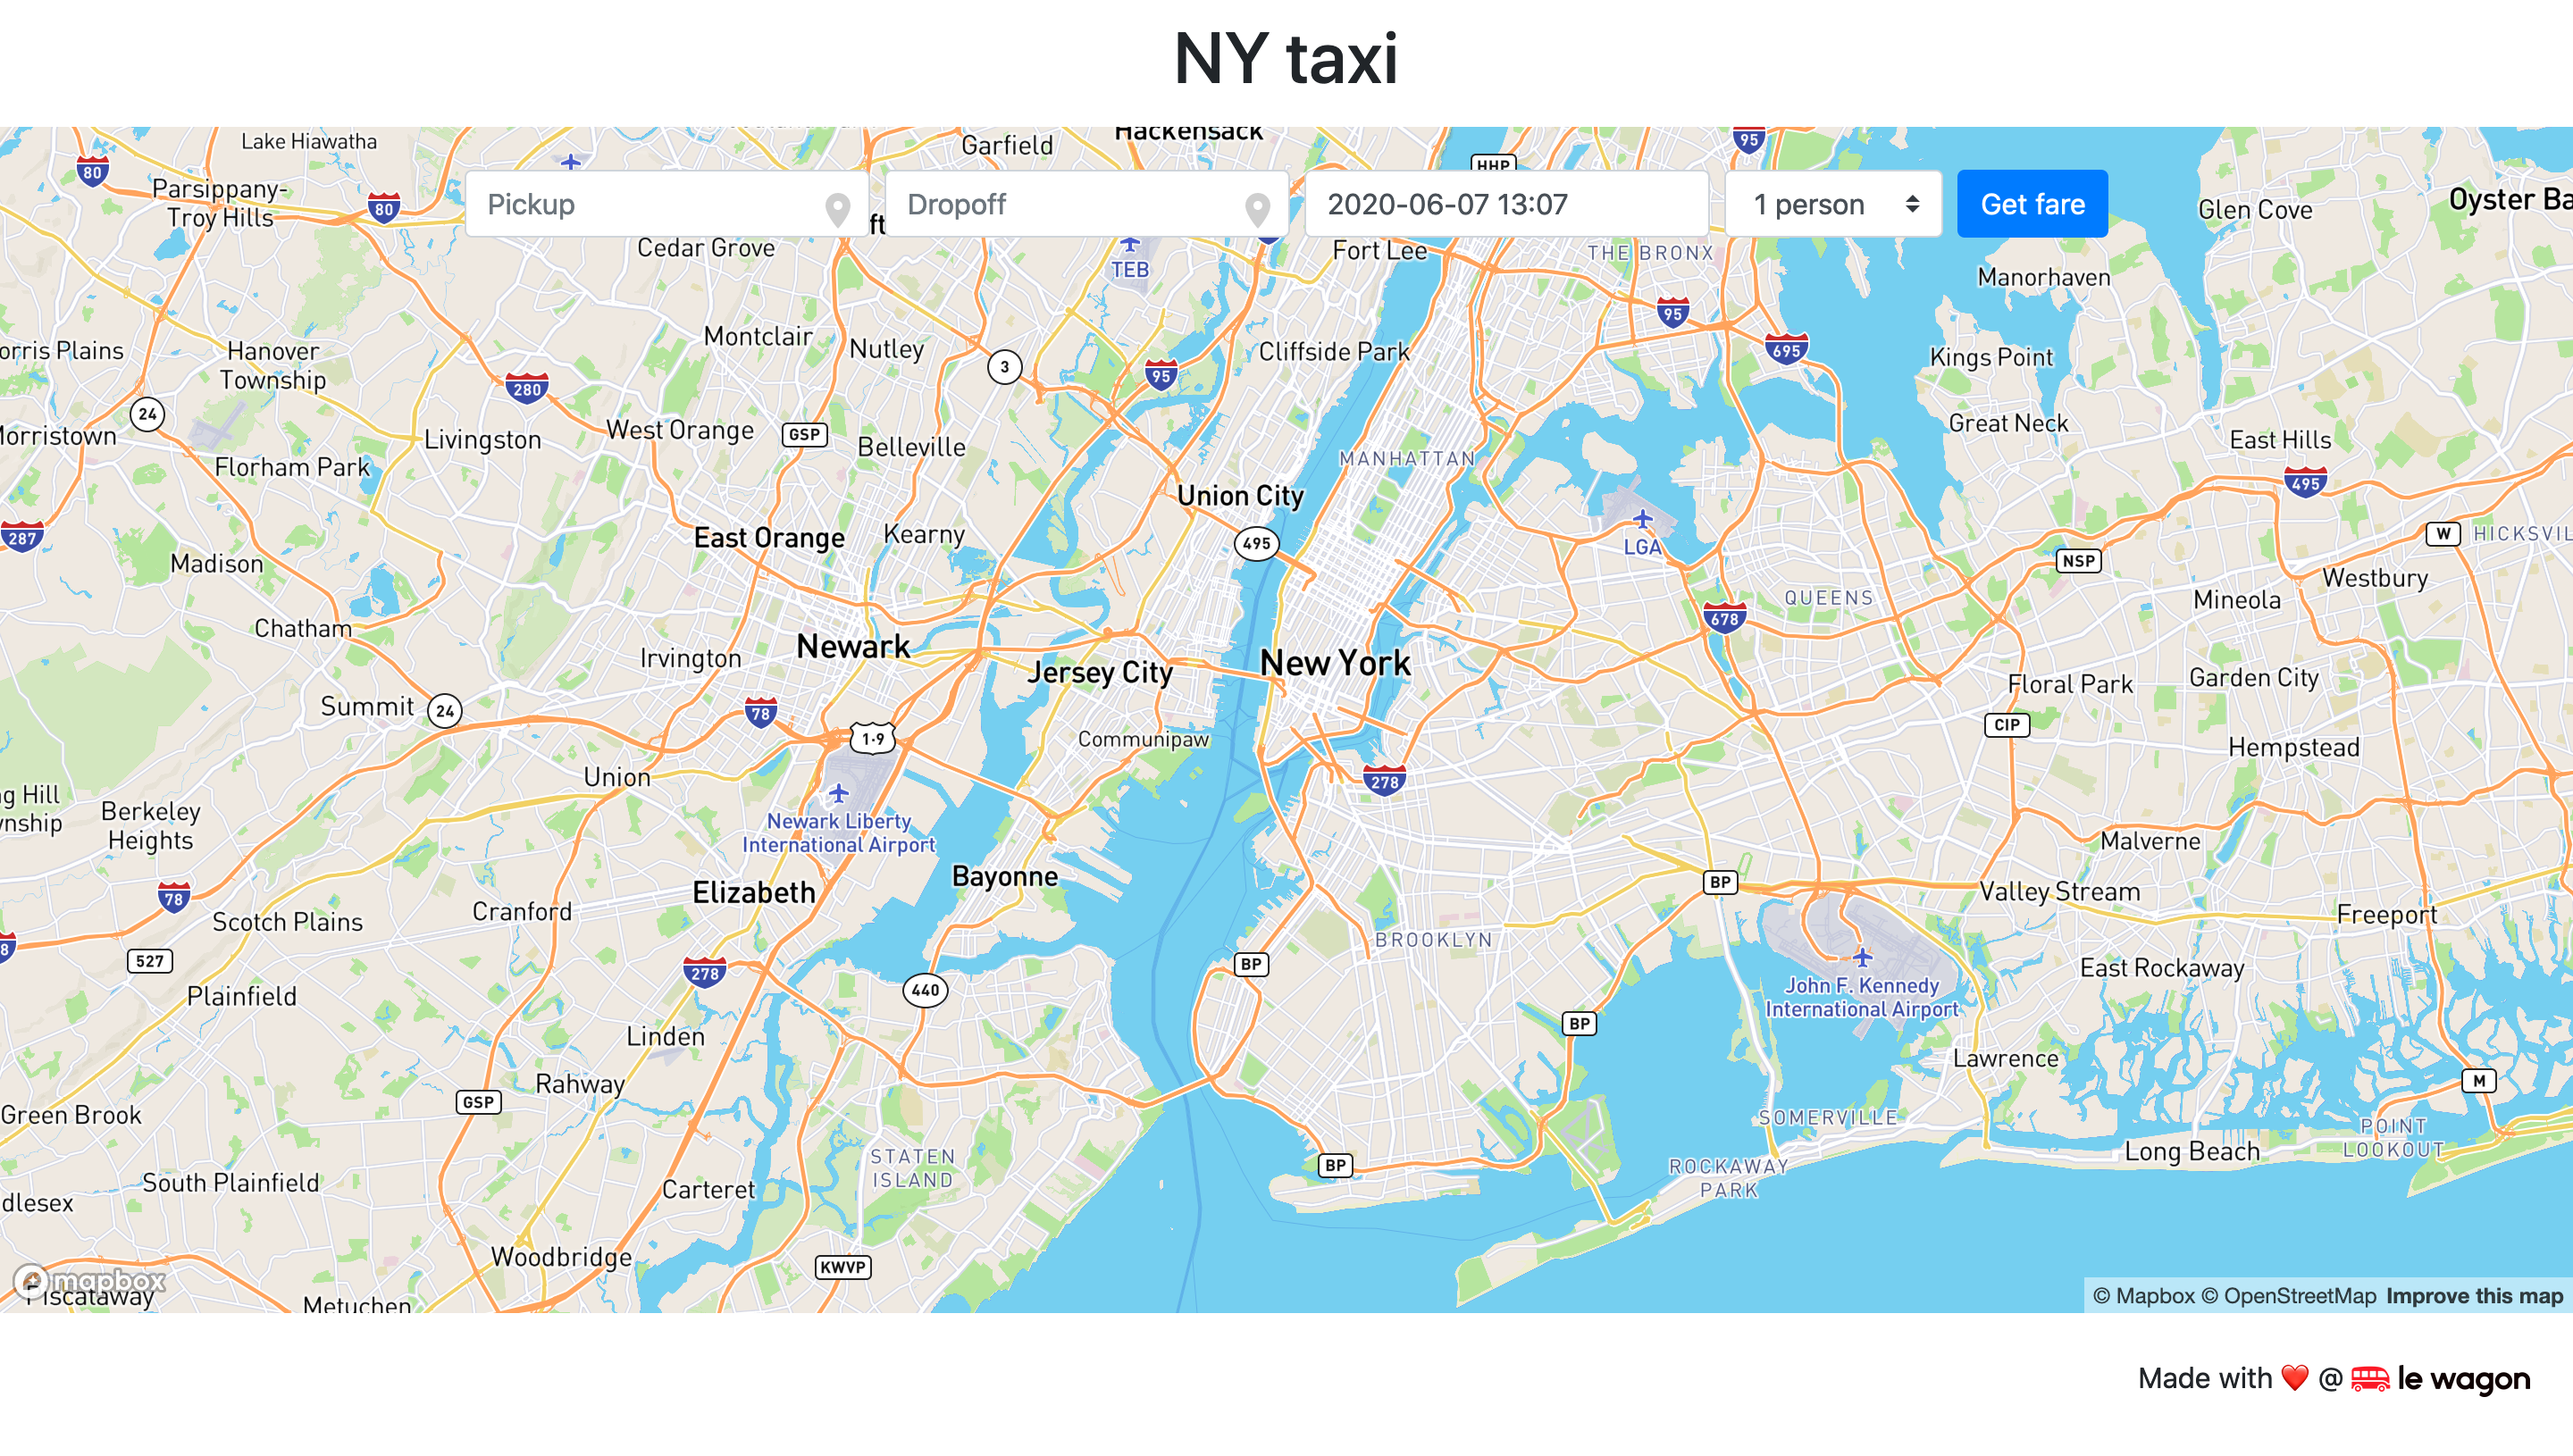 NY taxi
Hackensack
Lake Hiawatha
Garfield
95
HHP
80
Parsippany-
Troy Hills
80
Pickup
Dropoff
2020-06-07 13:07
1 person
Get fare
Glen Cove
Oyster Ba
ft
Cedar Grove
TEB
Fort Lee
THE BRONX
Manorhaven
95
Montclair
Nutley
Cliffside Park
695
Kings Point
orris Plains
Hanover
Township
3
95
280
24
Morristown
Livingston
West Orange
GSP
Belleville
Great Neck
East Hills
Florham Park
MANHATTAN
495
Union City
287
East Orange
Kearny
495
LGA
W
HICKSVIL
Madison
NSP
Westbury
QUEENS
Mineola
Chatham
678
Newark
Irvington
Jersey City
New York
Floral Park
Garden City
Summit
24
78
1-9
Communipaw
CIP
Hempstead
Union
278
g Hill
nship
Berkeley
Heights
Newark Liberty
International Airport
Malverne
Bayonne
Elizabeth
BP
Valley Stream
78
Scotch Plains
Cranford
Freeport
8
527
BROOKLYN
BP
278
East Rockaway
440
Plainfield
John F. Kennedy
International Airport
Linden
BP
Lawrence
Rahway
GSP
M
Green Brook
SOMERVILLE
POINT
LOOKOUT
Long Beach
STATEN
ISLAND
BP
ROCKAWAY
PARK
South Plainfield
Carteret
dlesex
Woodbridge
KWVP
mapbox
Piscataway
Metuchen
© Mapbox © OpenStreetMap Improve this map
Made with ❤️ @ le wagon